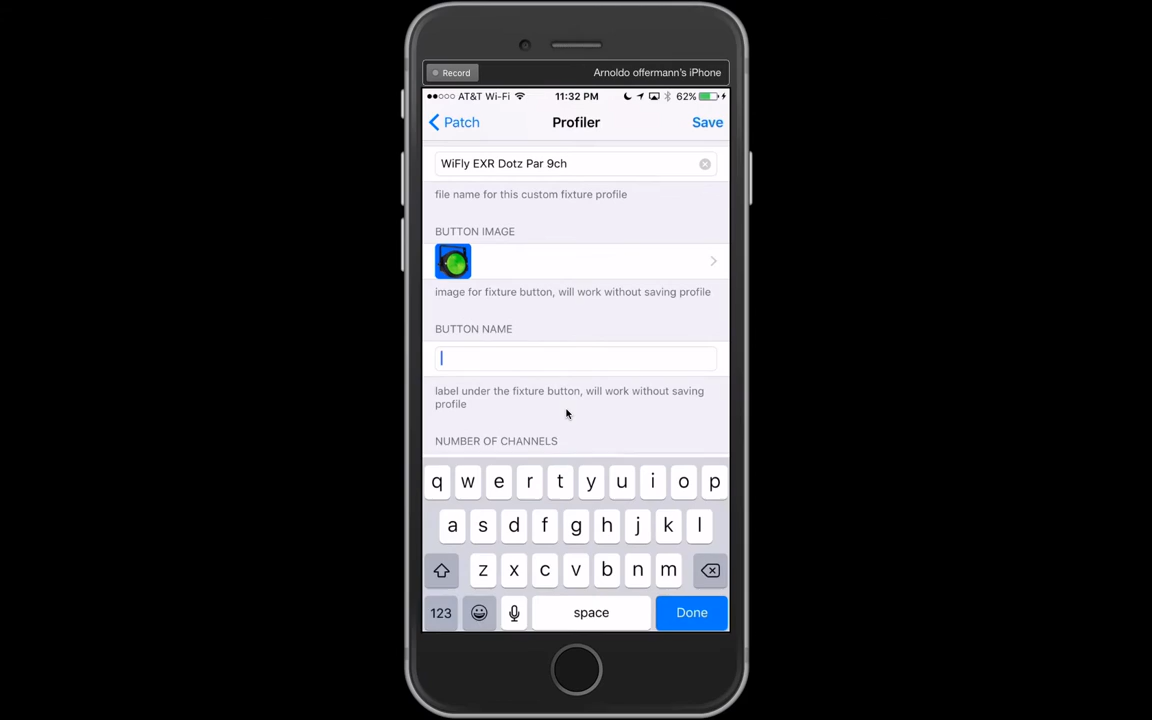 Record
Arnoldo offermann's iPhone
AT&T Wi-Fi 11:32 PM 62%
Patch Profiler Save
WiFly EXR Dotz Par 9ch
file name for this custom fixture profile
BUTTON IMAGE
image for fixture button, will work without saving profile
BUTTON NAME
label under the fixture button, will work without saving
profile
NUMBER OF CHANNELS
q w e r t y u i o p
a s d f g h j k l
z x c v b n m
123 space Done